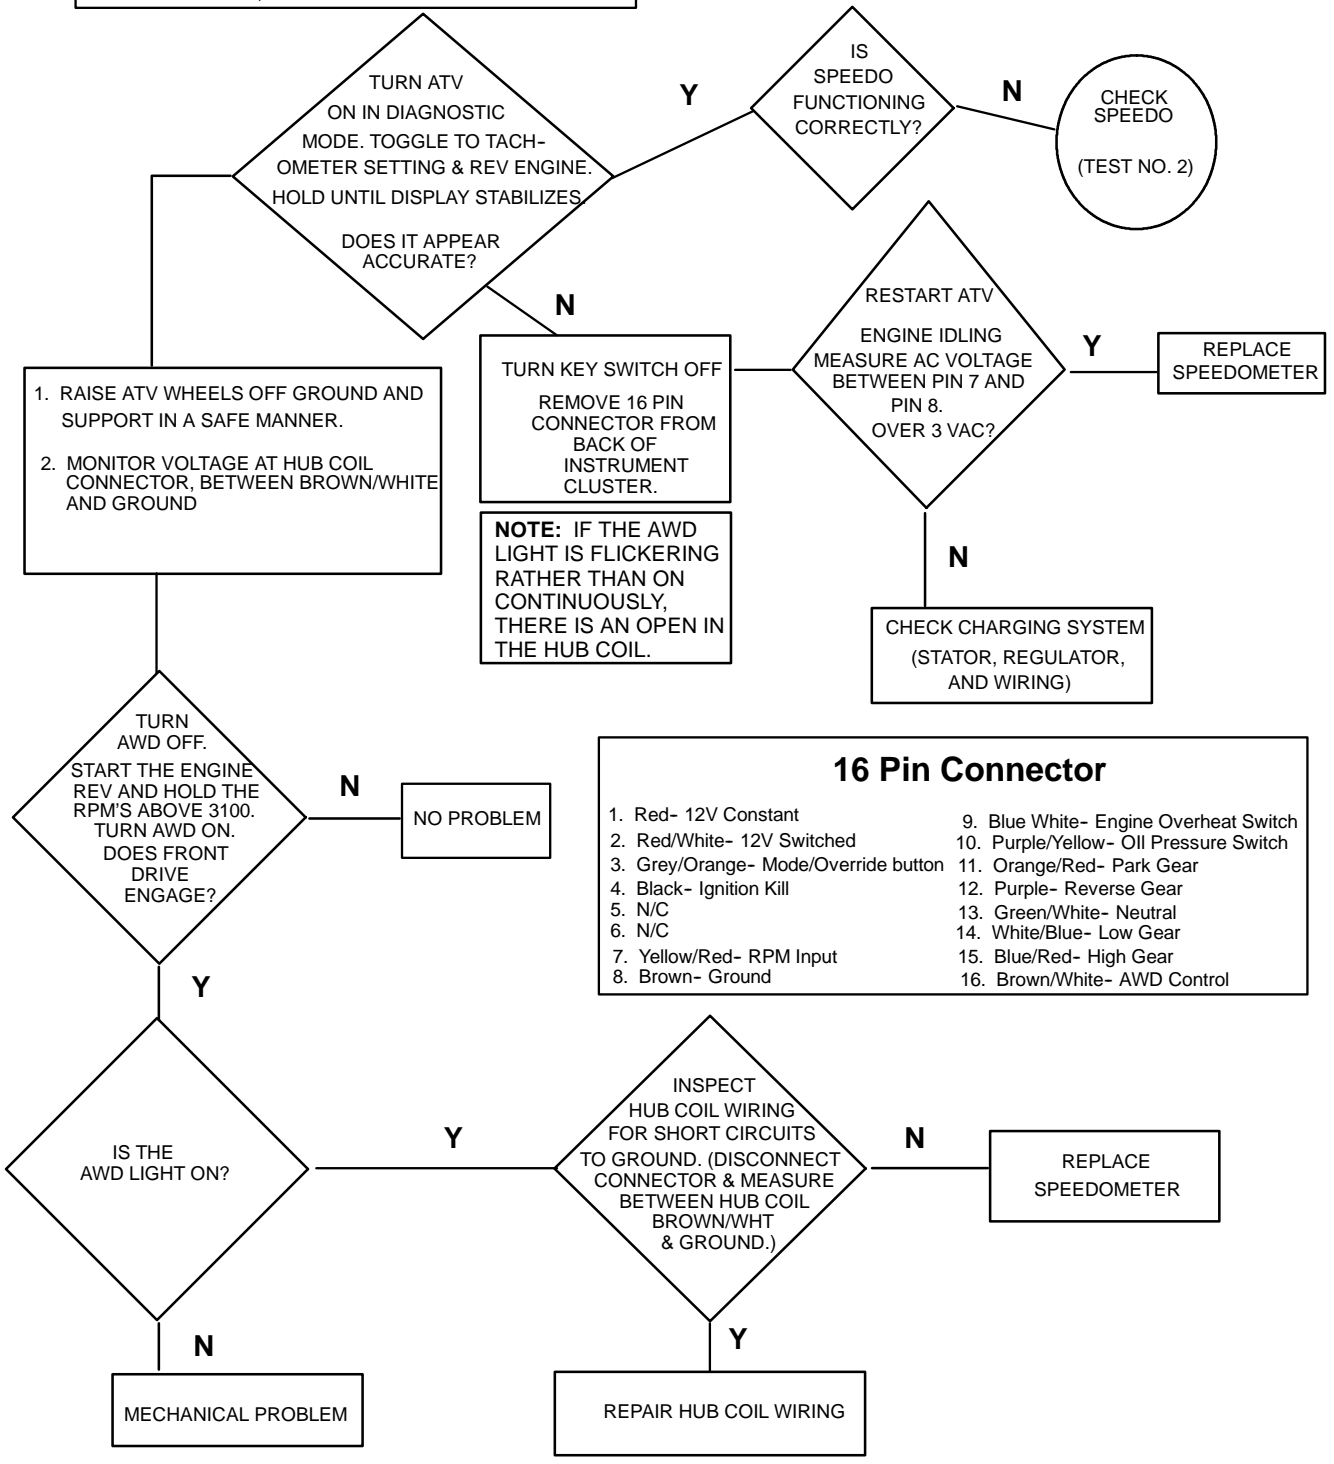 TURN ATV
ON IN DIAGNOSTIC
MODE. TOGGLE TO TACH-
OMETER SETTING & REV ENGINE.
HOLD UNTIL DISPLAY STABILIZES.
DOES IT APPEAR
ACCURATE?
Y
IS
SPEEDO
FUNCTIONING
CORRECTLY?
N
CHECK
SPEEDO
(TEST NO. 2)
N
TURN KEY SWITCH OFF
REMOVE 16 PIN
CONNECTOR FROM
BACK OF
INSTRUMENT
CLUSTER.
RESTART ATV
ENGINE IDLING
MEASURE AC VOLTAGE
BETWEEN PIN 7 AND
PIN 8.
OVER 3 VAC?
Y
REPLACE
SPEEDOMETER
1. RAISE ATV WHEELS OFF GROUND AND
SUPPORT IN A SAFE MANNER.
2. MONITOR VOLTAGE AT HUB COIL
CONNECTOR, BETWEEN BROWN/WHITE
AND GROUND
NOTE: IF THE AWD
LIGHT IS FLICKERING
RATHER THAN ON
CONTINUOUSLY,
THERE IS AN OPEN IN
THE HUB COIL.
N
CHECK CHARGING SYSTEM
(STATOR, REGULATOR,
AND WIRING)
TURN
AWD OFF.
START THE ENGINE
REV AND HOLD THE
RPM'S ABOVE 3100.
TURN AWD ON.
DOES FRONT
DRIVE
ENGAGE?
N
NO PROBLEM
16 Pin Connector
1. Red- 12V Constant
2. Red/White- 12V Switched
3. Grey/Orange- Mode/Override button
4. Black- Ignition Kill
5. N/C
6. N/C
7. Yellow/Red- RPM Input
8. Brown- Ground
9. Blue White- Engine Overheat Switch
10. Purple/Yellow- OIl Pressure Switch
11. Orange/Red- Park Gear
12. Purple- Reverse Gear
13. Green/White- Neutral
14. White/Blue- Low Gear
15. Blue/Red- High Gear
16. Brown/White- AWD Control
Y
IS THE
AWD LIGHT ON?
Y
INSPECT
HUB COIL WIRING
FOR SHORT CIRCUITS
TO GROUND. (DISCONNECT
CONNECTOR & MEASURE
BETWEEN HUB COIL
BROWN/WHT
& GROUND.)
N
REPLACE
SPEEDOMETER
N
MECHANICAL PROBLEM
Y
REPAIR HUB COIL WIRING